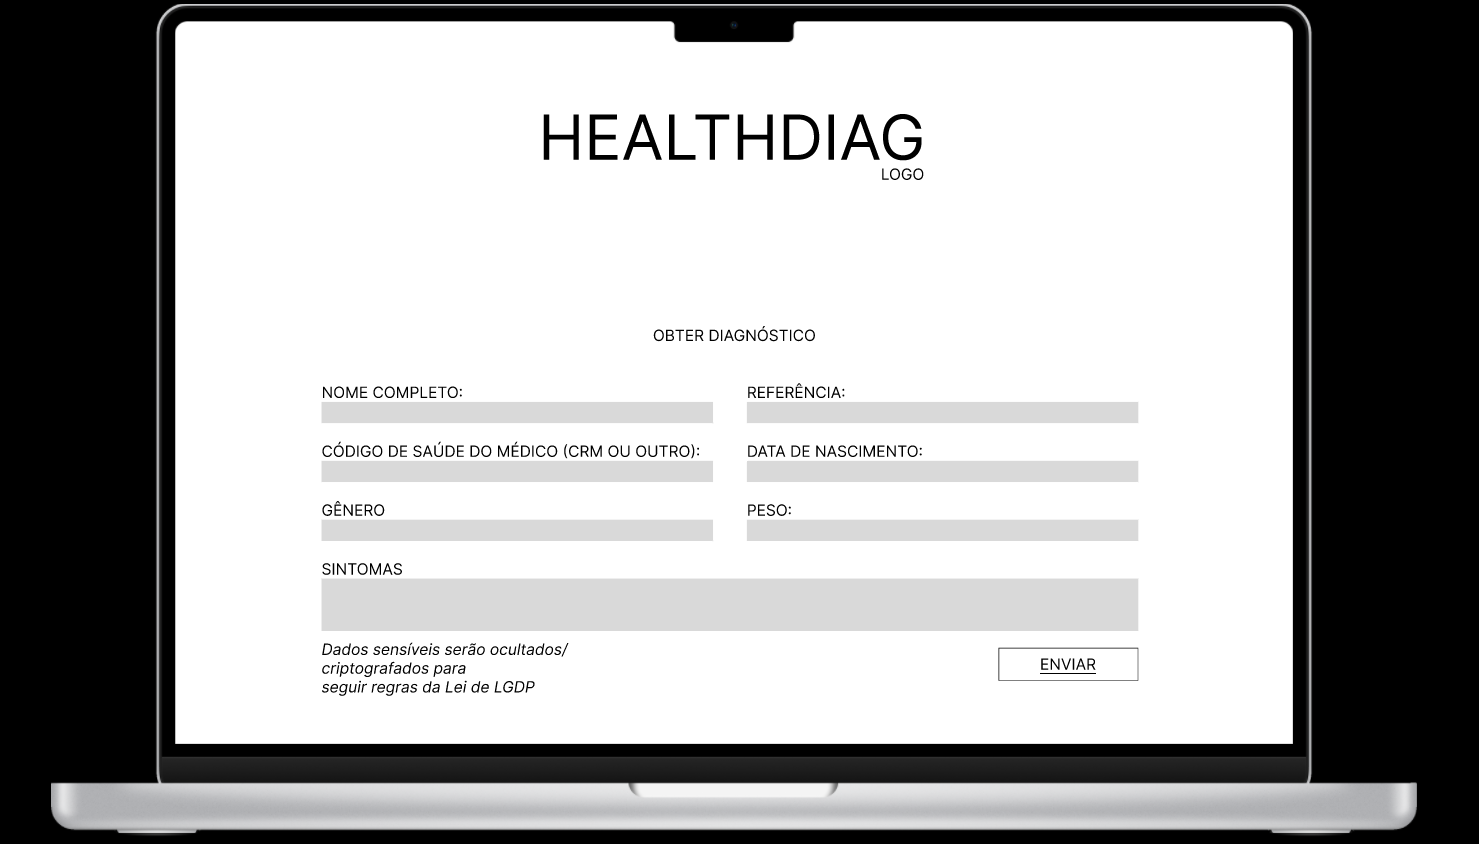 HEALTHDIAG
LOGO
OBTER DIAGNÓSTICO
NOME COMPLETO:
REFERÊNCIA:
CÓDIGO DE SAÚDE DO MÉDICO (CRM OU OUTRO):
DATA DE NASCIMENTO:
GÊNERO
PESO:
SINTOMAS
Dados sensíveis serão ocultados/
criptografados para
seguir regras da Lei de LGDP
ENVIAR